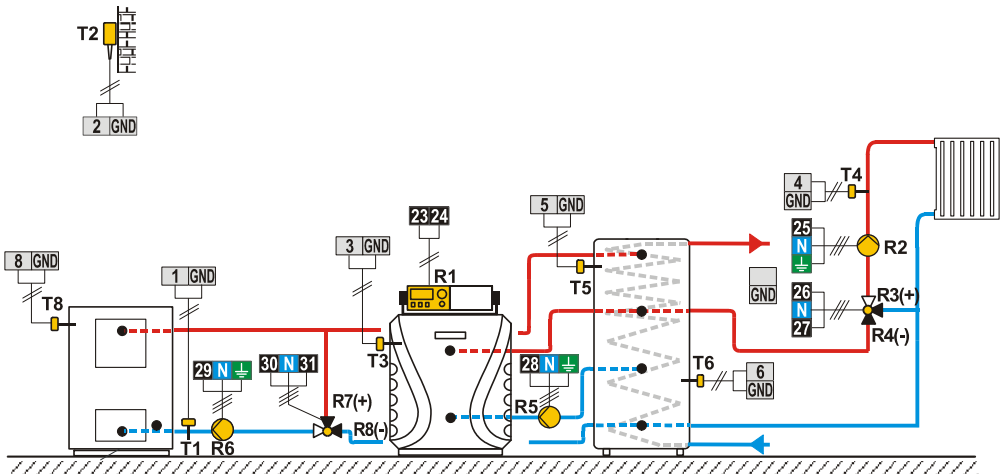 T2
2 GND
4
GND
T4
25
N
R2
5 GND
23 24
3 GND
8 GND
1 GND
R1
T5
T8
GND
26
N
27
R3(+)
R4(-)
T3
T6
6
GND
29 N
30 N 31
28 N
R7(+)
R5
R8(-)
T1 R6